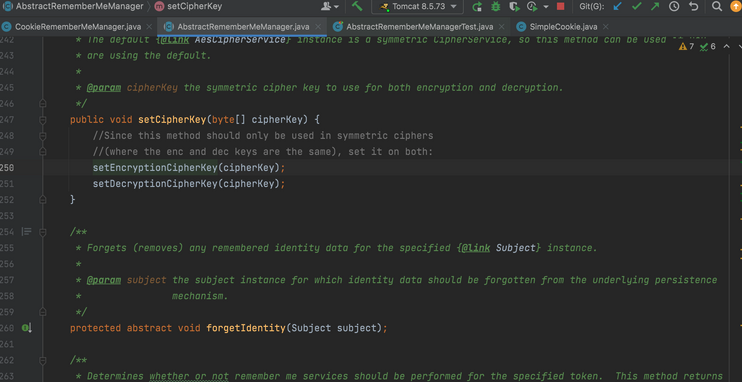 AbstractRememberMeManager setCipherKey Tomcat 8.5.73 Git(G):
CookieRememberMeManager.java AbstractRememberMeManager.java AbstractRememberMeManagerTest.java SimpleCookie.java
242 * The default {@link AesCipherService} instance is a symmetric CipherService, so this method can be used
7 6
243 * are using the default.
244 *
245 * @param cipherKey the symmetric cipher key to use for both encryption and decryption.
246 */
247 public void setCipherKey(byte[] cipherKey) {
248 //Since this method should only be used in symmetric ciphers
249 //(where the enc and dec keys are the same), set it on both:
250 setEncryptionCipherKey(cipherKey);
251 setDecryptionCipherKey(cipherKey);
252 }
253
254 /**
255 * Forgets (removes) any remembered identity data for the specified {@link Subject} instance.
256 *
257 * @param subject the subject instance for which identity data should be forgotten from the underlying persistence
258 * mechanism.
259 */
260 protected abstract void forgetIdentity(Subject subject);
261
262 /**
263 * Determines whether or not remember me services should be performed for the specified token. This method returns